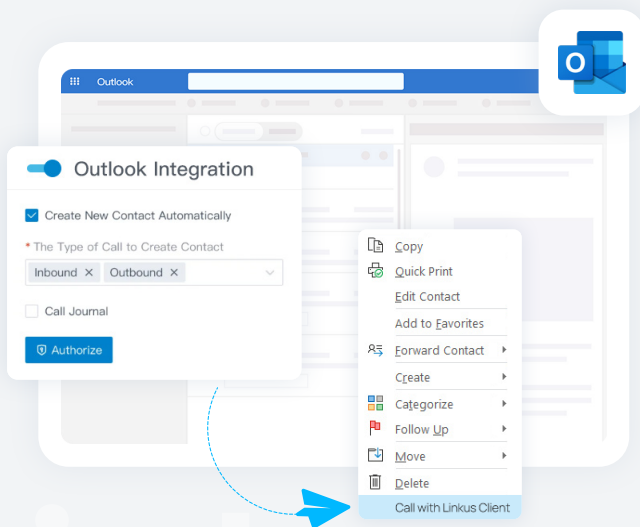 Outlook
O
Outlook Integration
Create New Contact Automatically
* The Type of Call to Create Contact
Inbound × Outbound ×
Call Journal
Authorize
Copy
Quick Print
Edit Contact
Add to Favorites
Forward Contact
Create
Categorize
Follow Up
Move
Delete
Call with Linkus Client